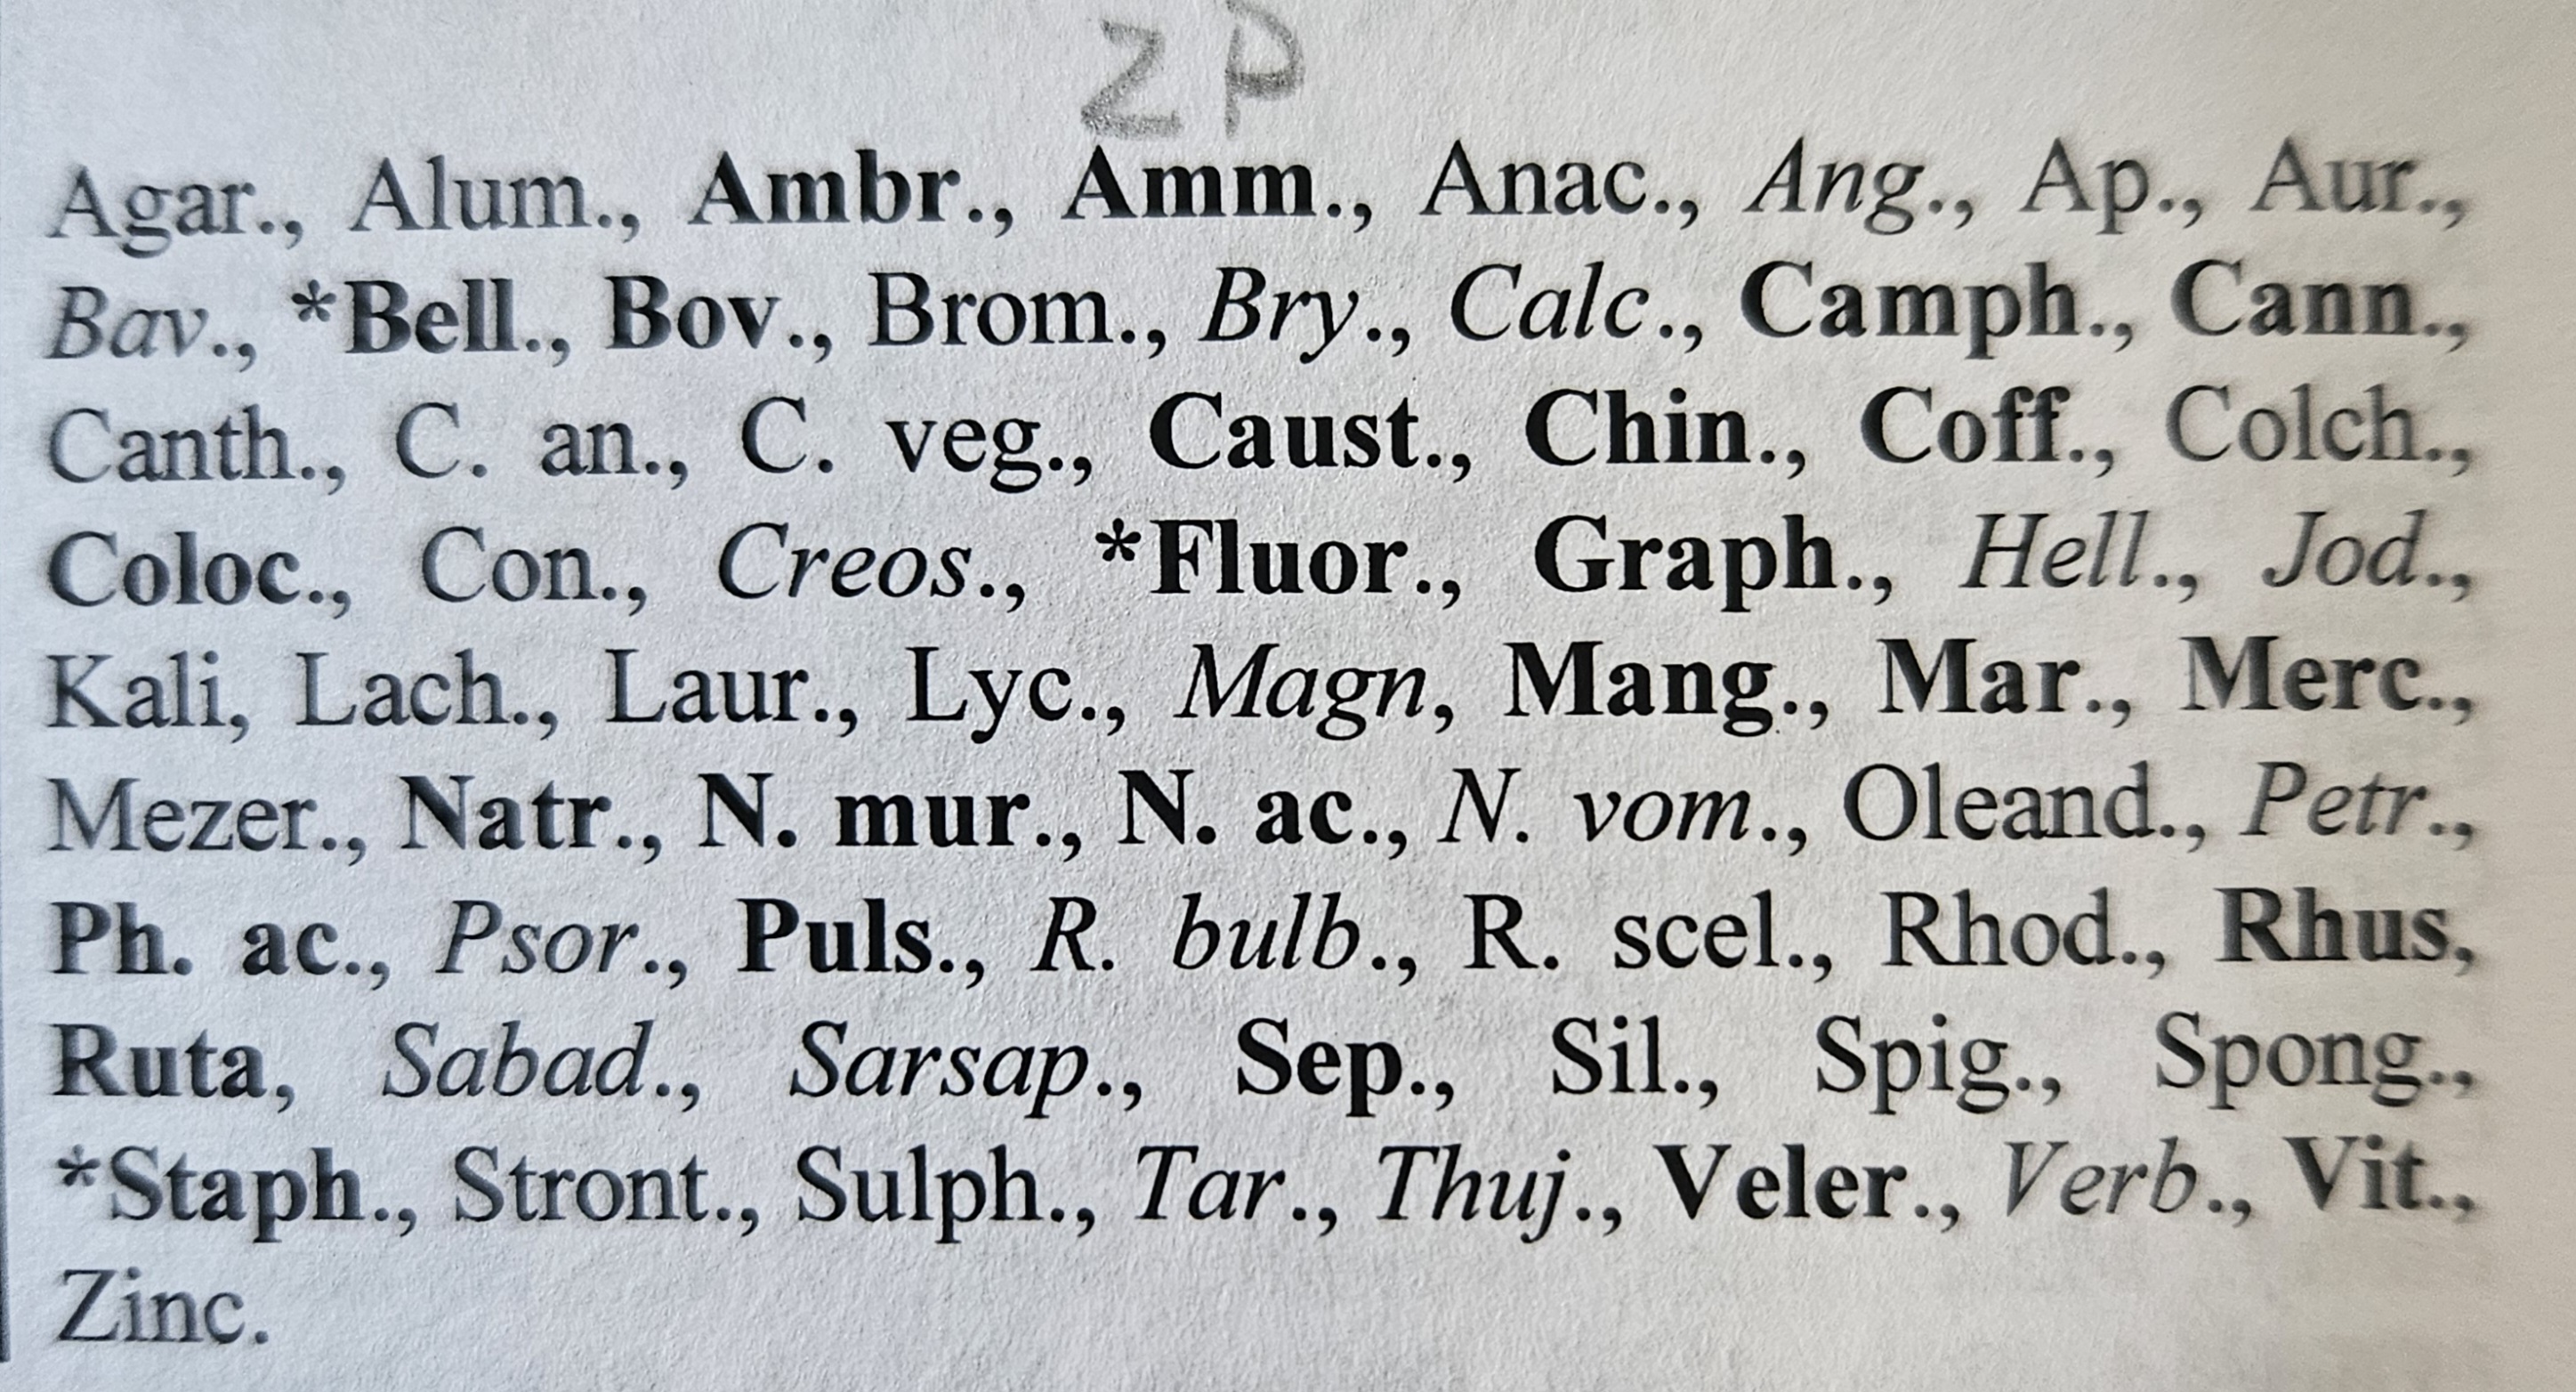 ZP
Agar., Alum., Ambr., Amm., Anac., Ang., Ap., Aur.,
Bav., *Bell., Bov., Brom., Bry., Calc., Camph., Cann.,
Canth., C. an., C. veg., Caust., Chin., Coff., Colch.,
Coloc., Con., Creos., *Fluor., Graph., Hell., Jod.,
Kali, Lach., Laur., Lyc., Magn, Mang., Mar., Merc.,
Mezer., Natr., N. mur., N. ac., N. vom., Oleand., Petr.,
Ph. ac., Psor., Puls., R. bulb., R. scel., Rhod., Rhus,
Ruta, Sabad., Sarsap., Sep., Sil., Spig., Spong.,
*Staph., Stront., Sulph., Tar., Thuj., Veler., Verb., Vit.,
Zinc.